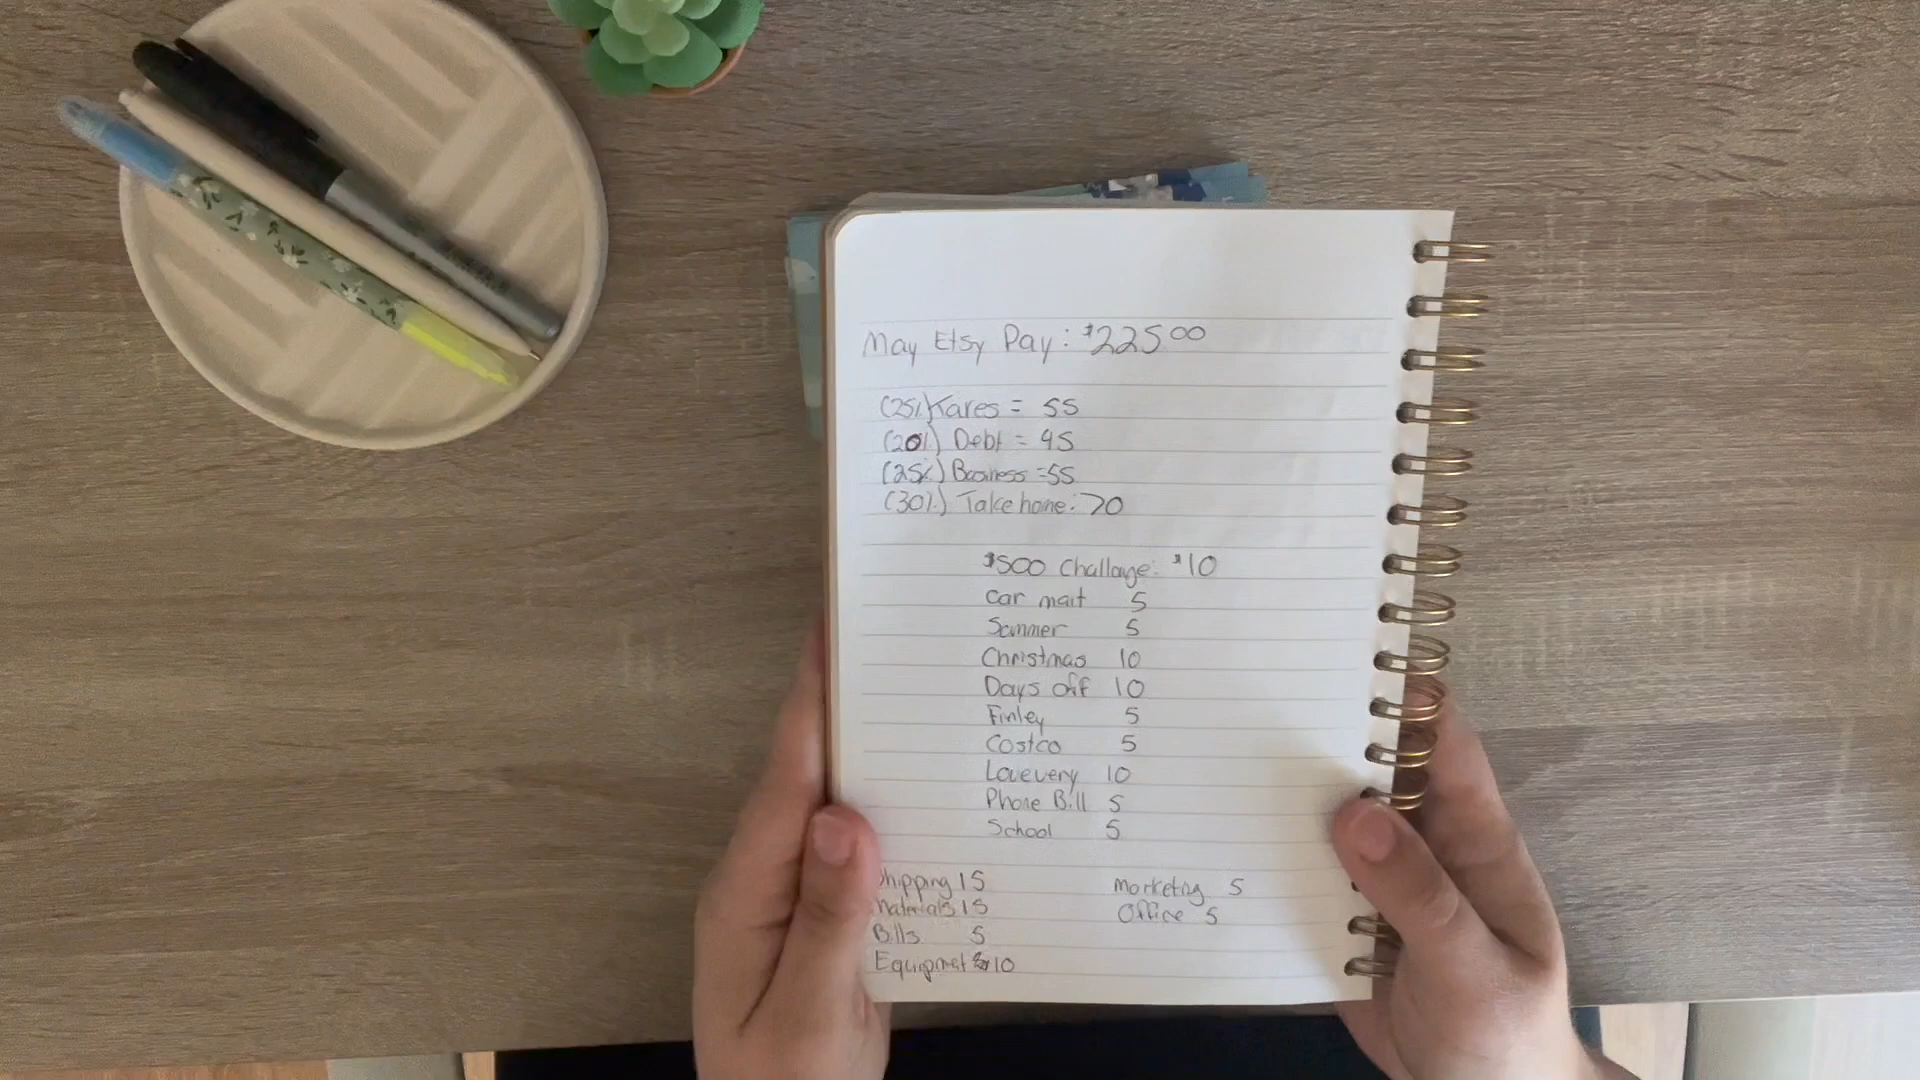 May Etsy Pay: $225 00
(25%) Kares = 55
(20%) Debt = 45
(25%) Business = 55
(30%) Take home: 70
$500 Challenge: $10
Car mait 5
Summer 5
Christmas 10
Days off 10
Finley 5
Costco 5
Lovevery 10
Phone Bill 5
School 5
Shipping 15
Marketing 5
Materials 15
Office 5
Bills 5
Equipment 10